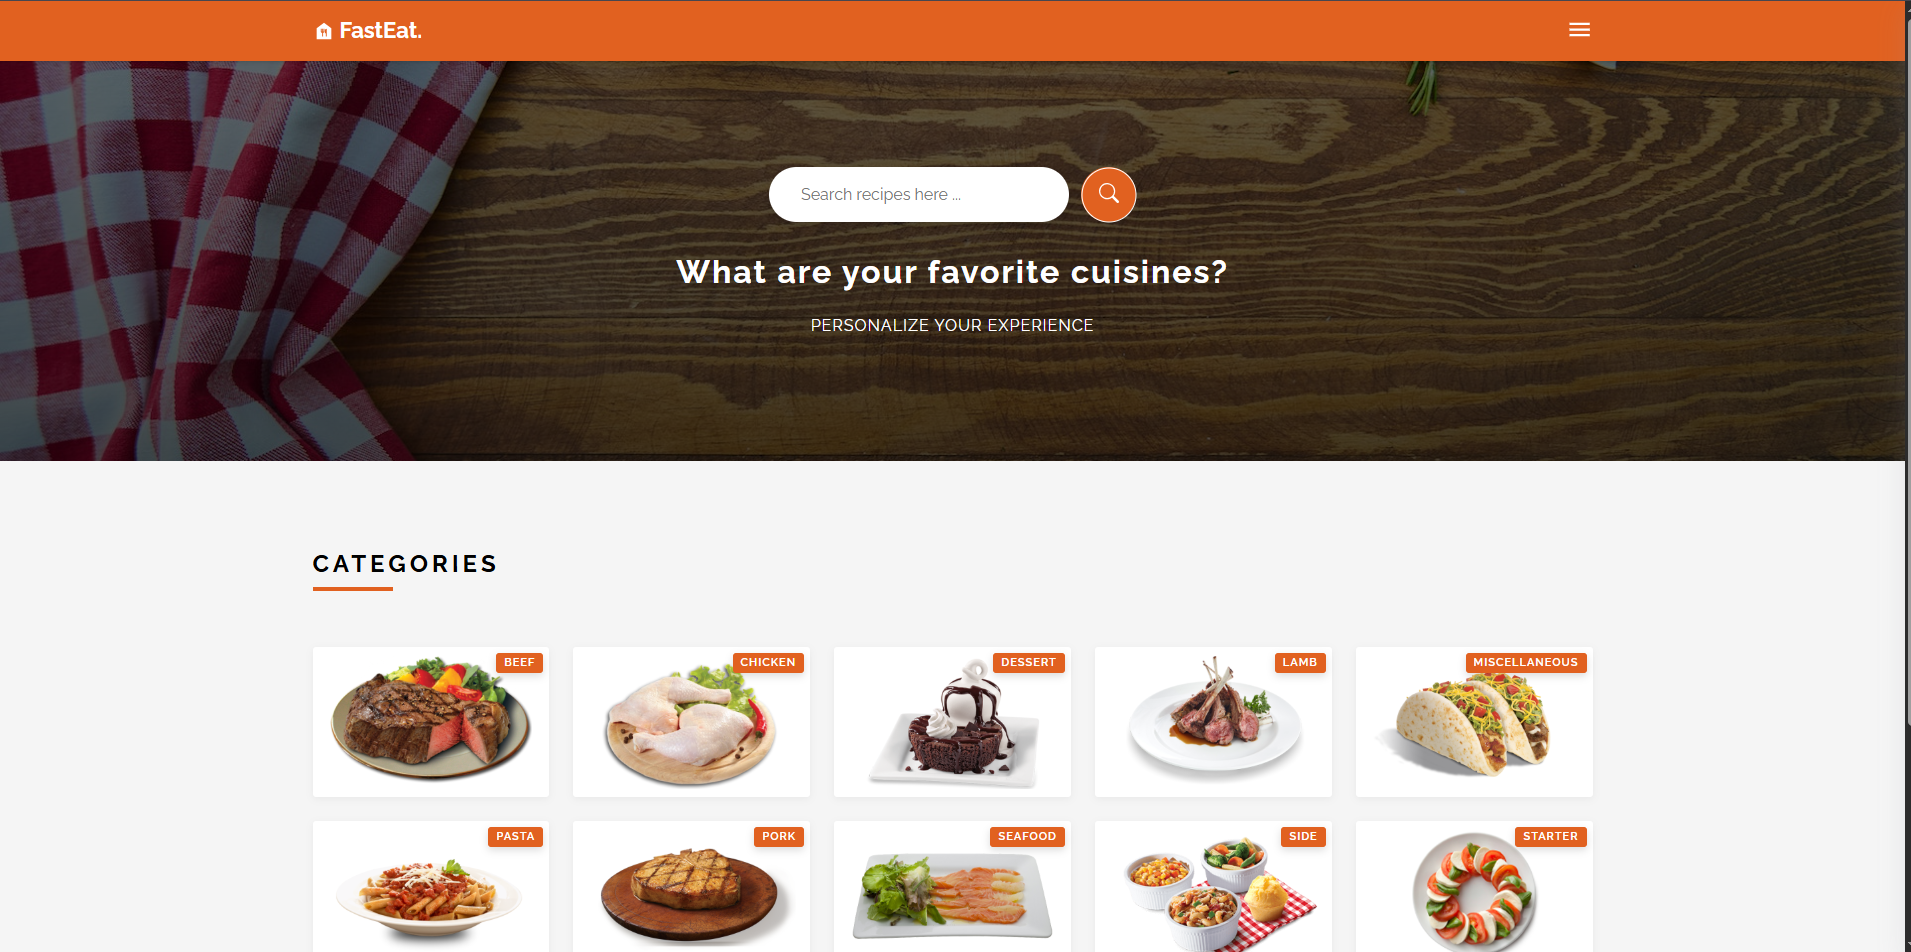 FastEat.
Search recipes here ...
What are your favorite cuisines?
PERSONALIZE YOUR EXPERIENCE
CATEGORIES
BEEF
CHICKEN
DESSERT
LAMB
MISCELLANEOUS
PASTA
PORK
SEAFOOD
SIDE
STARTER